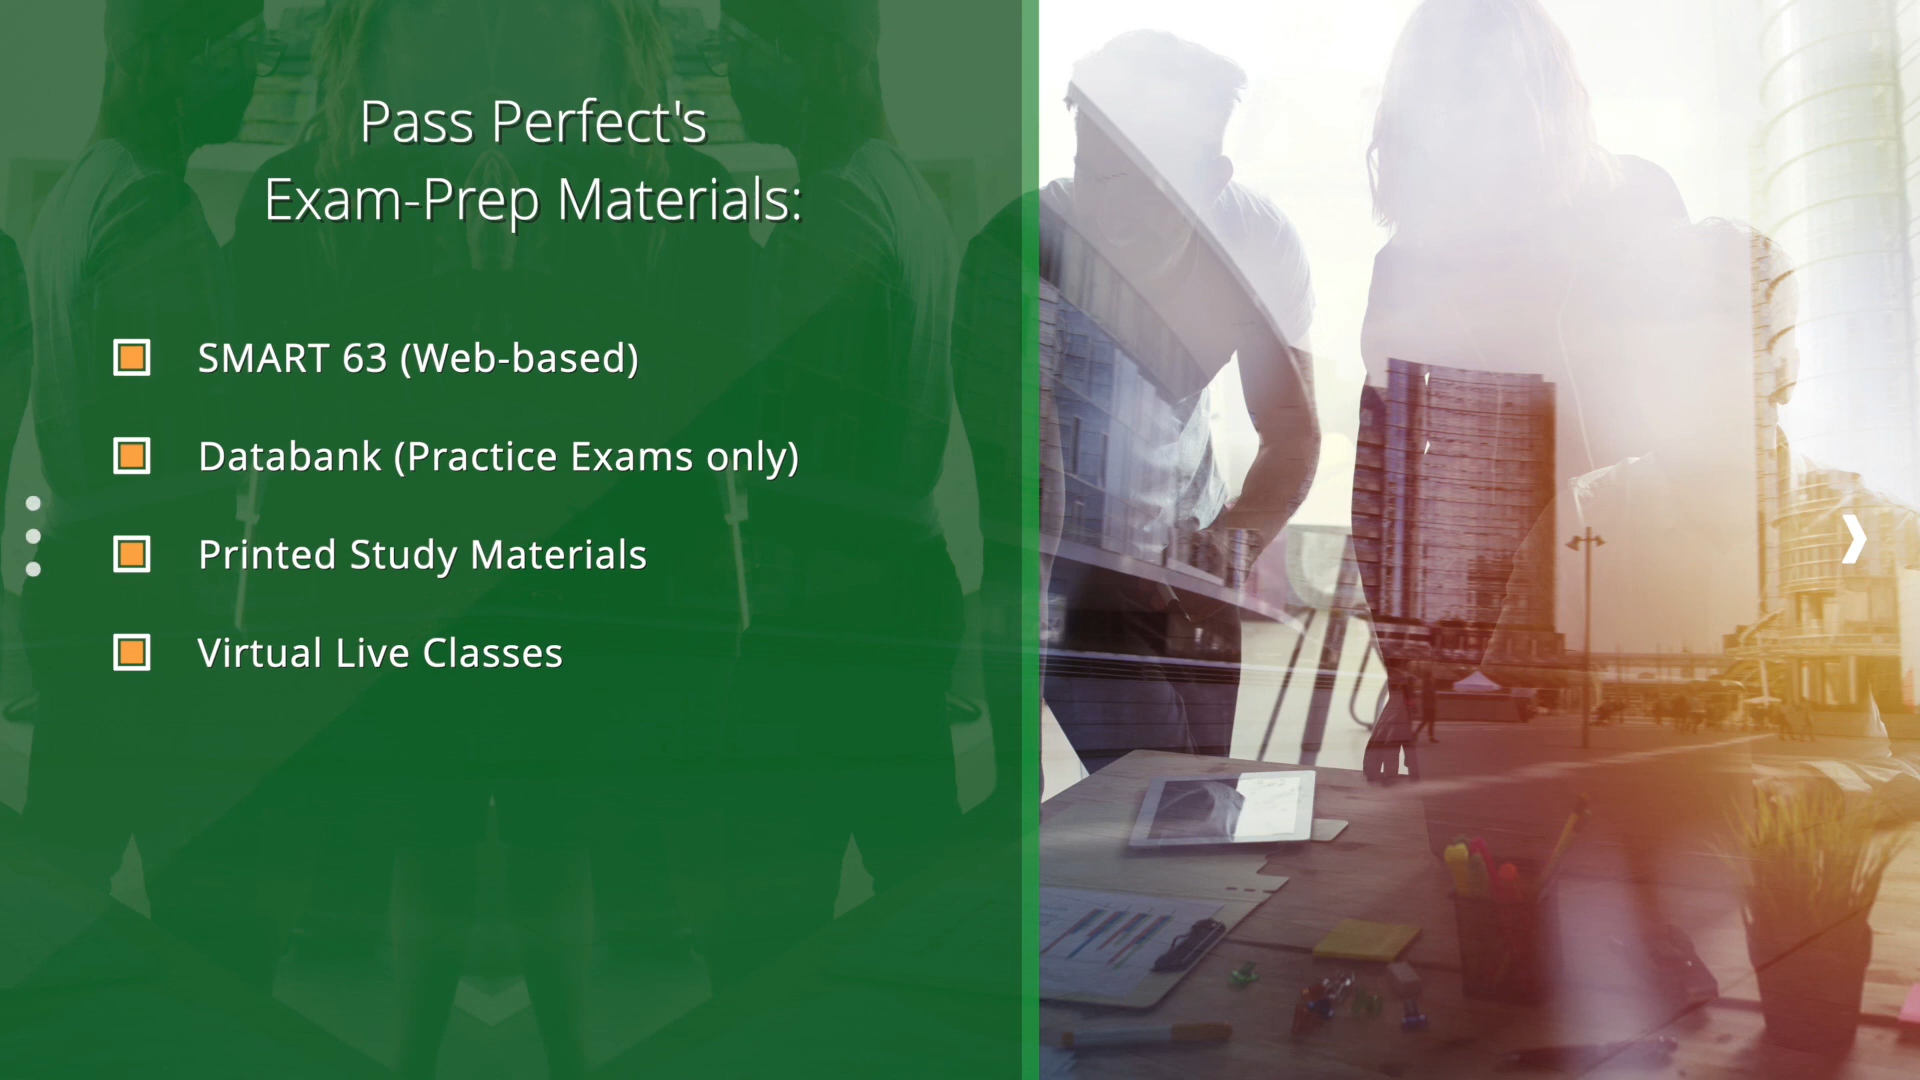 Pass Perfect's
Exam-Prep Materials:
SMART 63 (Web-based)
Databank (Practice Exams only)
Printed Study Materials
Virtual Live Classes